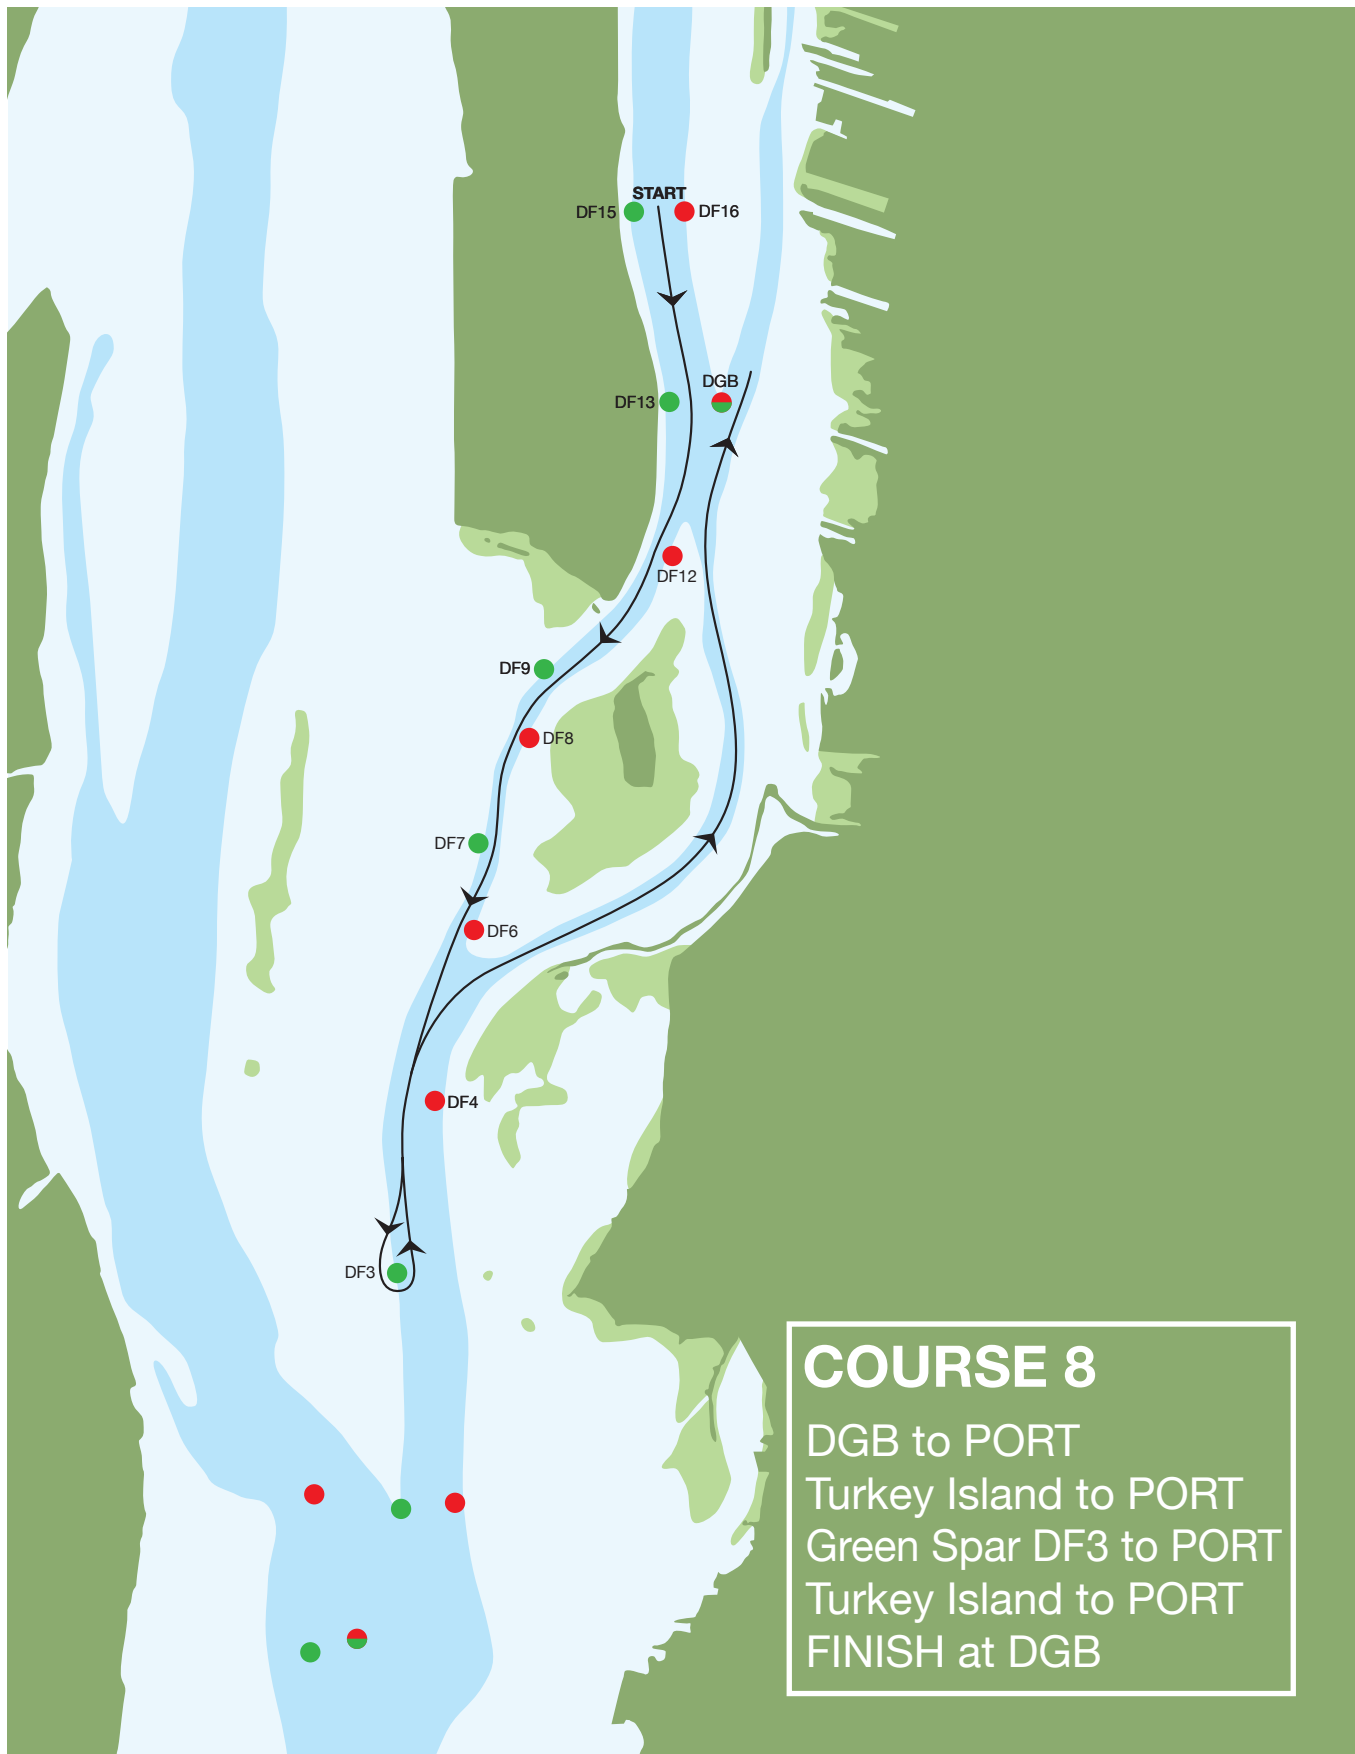 START
DF15
DF16
DGB
DF13
DF12
DF9
DF8
DF7
DF6
DF4
DF3
COURSE 8
DGB to PORT
Turkey Island to PORT
Green Spar DF3 to PORT
Turkey Island to PORT
FINISH at DGB